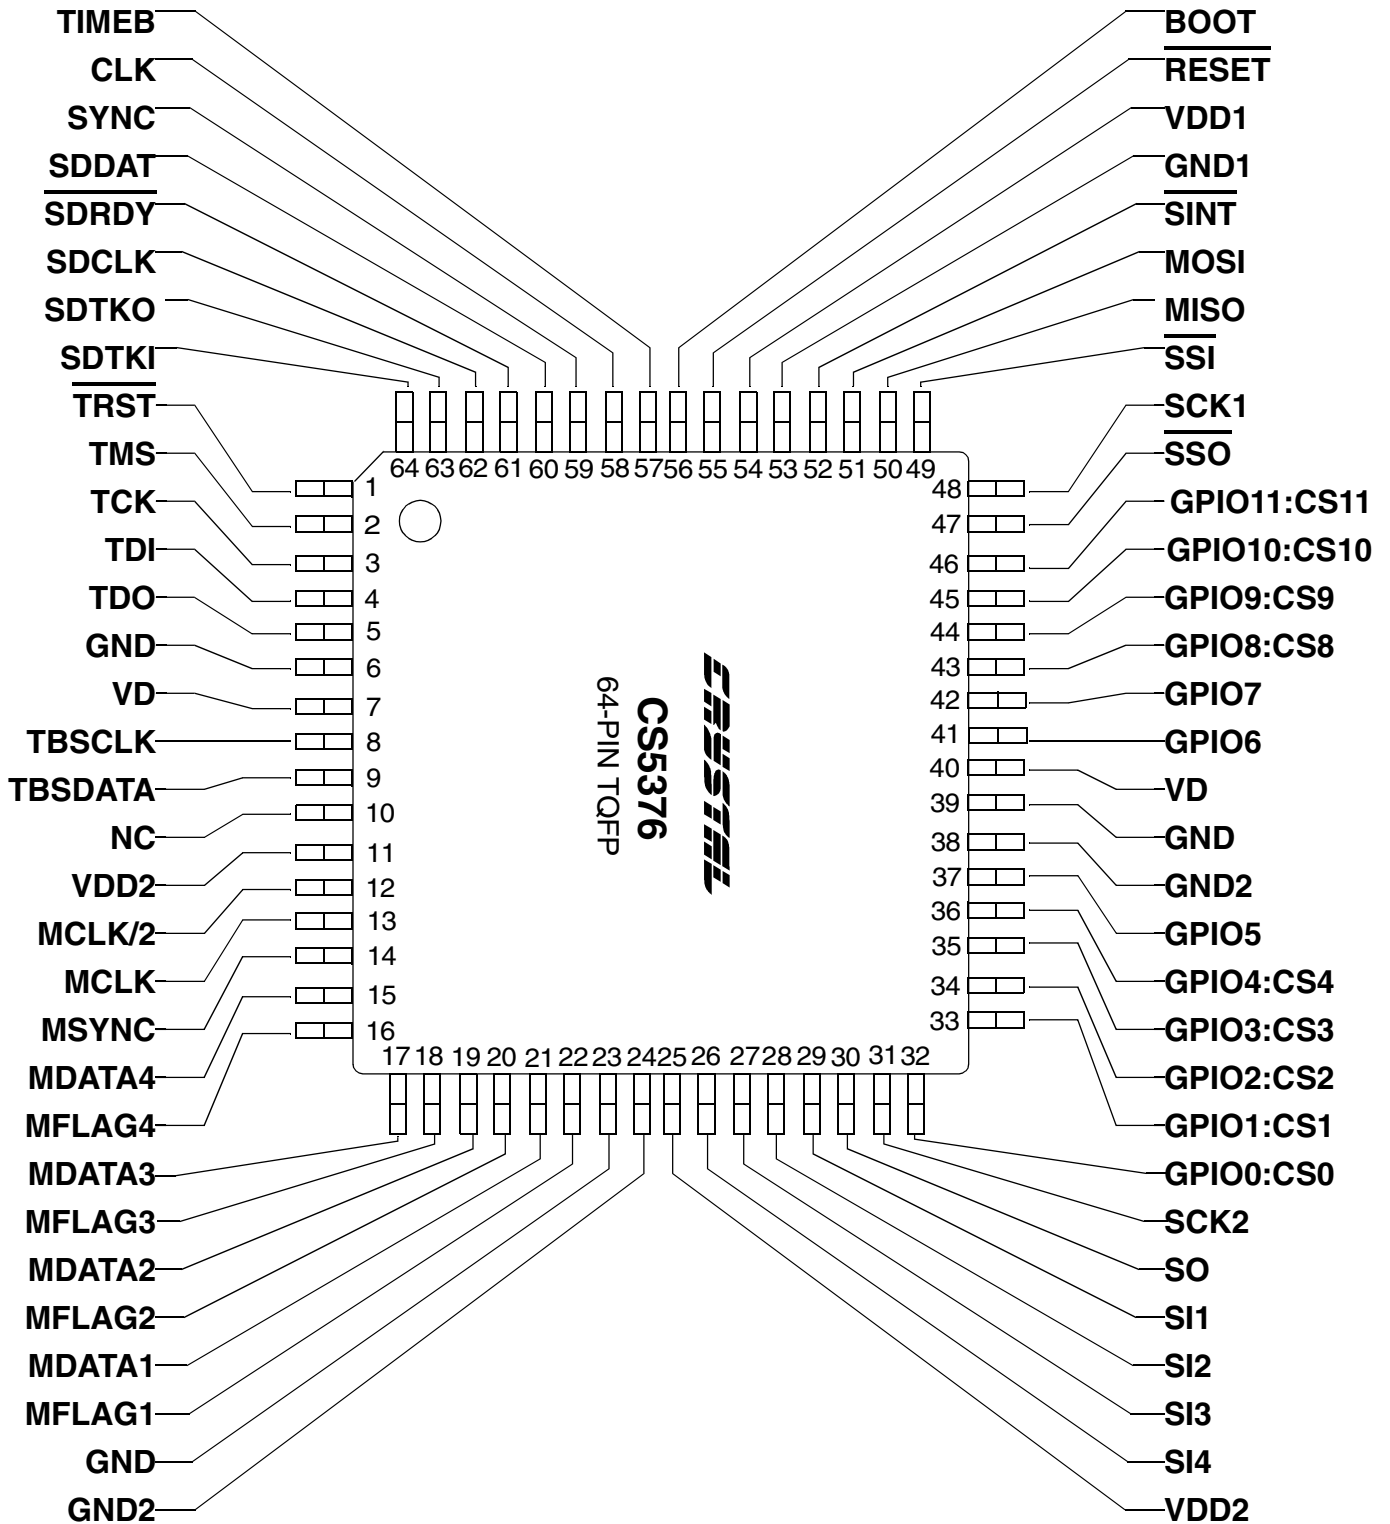 TIMEB
CLK
SYNC
SDDAT
SDRDY
SDCLK
SDTKO
SDTKI
TRST
TMS
TCK
TDI
TDO
GND
VD
TBSCLK
TBSDATA
NC
VDD2
MCLK/2
MCLK
MSYNC
MDATA4
MFLAG4
MDATA3
MFLAG3
MDATA2
MFLAG2
MDATA1
MFLAG1
GND
GND2
64 63 62 61 60 59 58 57 56 55 54 53 52 51 50 49
1
2
3
4
5
6
7
8
9
10
11
12
13
14
15
16
CRYSTAL
CS5376
64-PIN TQFP
48
47
46
45
44
43
42
41
40
39
38
37
36
35
34
33
17 18 19 20 21 22 23 24 25 26 27 28 29 30 31 32
BOOT
RESET
VDD1
GND1
SINT
MOSI
MISO
SSI
SCK1
SSO
GPIO11:CS11
GPIO10:CS10
GPIO9:CS9
GPIO8:CS8
GPIO7
GPIO6
VD
GND
GND2
GPIO5
GPIO4:CS4
GPIO3:CS3
GPIO2:CS2
GPIO1:CS1
GPIO0:CS0
SCK2
SO
SI1
SI2
SI3
SI4
VDD2